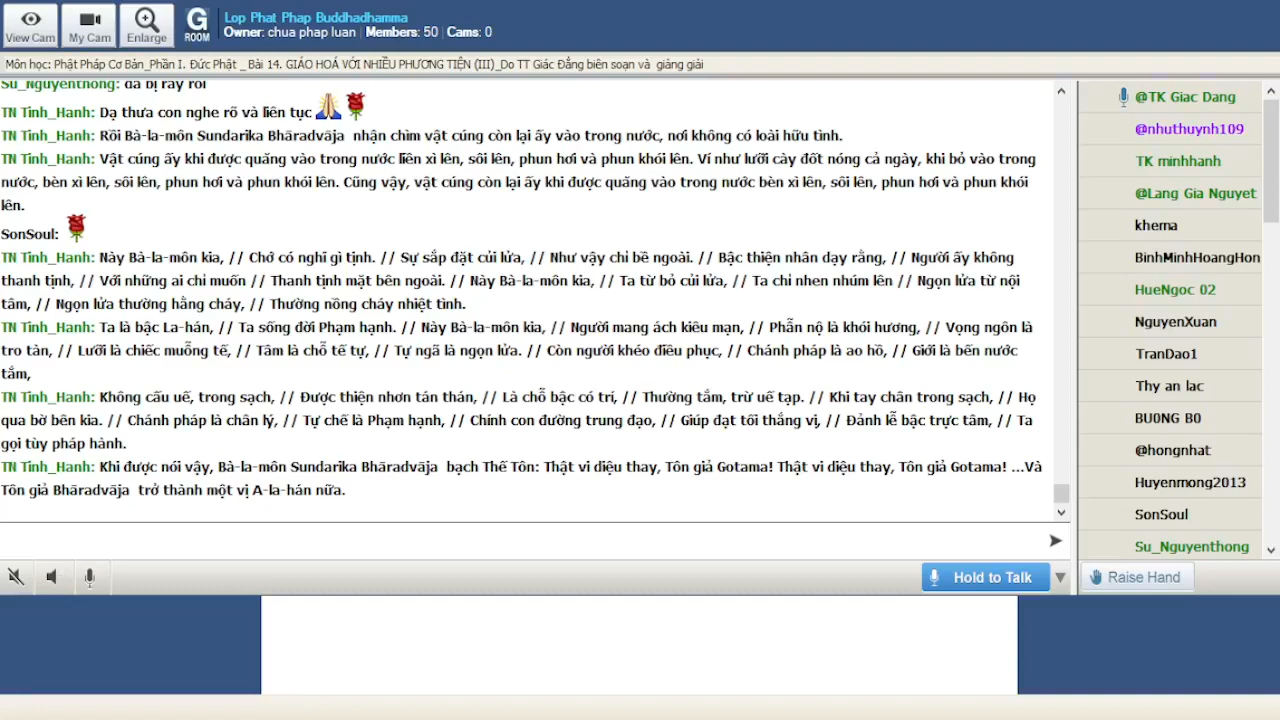 View Cam
My Cam
Enlarge
G
ROOM
Lop Phat Phap Buddhadhamma
Owner: chua phap luan | Members: 50 | Cams: 0
Môn học: Phật Pháp Cơ Bản_Phần I. Đức Phật _ Bài 14. GIÁO HOÁ VỚI NHIỀU PHƯƠNG TIỆN (III)_Do TT Giác Đẳng biên soạn và giảng giải
Su_Nguyenthong: da bị rầy rồi
TN Tinh_Hanh: Dạ thưa con nghe rõ và liên tục
TN Tinh_Hanh: Rồi Bà-la-môn Sundarika Bhāradvāja nhận chìm vật cúng còn lại ấy vào trong nước, nơi không có loài hữu tình.
TN Tinh_Hanh: Vật cúng ấy khi được quăng vào trong nước liền xì lên, sôi lên, phun hơi và phun khói lên. Ví như lưỡi cày đốt nóng cả ngày, khi bỏ vào trong
nước, bèn xì lên, sôi lên, phun hơi và phun khói lên. Cũng vậy, vật cúng còn lại ấy khi được quăng vào trong nước bèn xì lên, sôi lên, phun hơi và phun khói
lên.
SonSoul:
TN Tinh_Hanh: Này Bà-la-môn kia, // Chớ có nghĩ gì tịnh. // Sự sắp đặt củi lửa, // Như vậy chỉ bề ngoài. // Bậc thiện nhân dạy rằng, // Người ấy không
thanh tịnh, // Với những ai chỉ muốn // Thanh tịnh mặt bên ngoài. // Này Bà-la-môn kia, // Ta từ bỏ củi lửa, // Ta chỉ nhen nhúm lên // Ngọn lửa từ nội
tâm, // Ngọn lửa thường hằng cháy, // Thường nồng cháy nhiệt tình.
TN Tinh_Hanh: Ta là bậc La-hán, // Ta sống đời Phạm hạnh. // Này Bà-la-môn kia, // Người mang ách kiêu mạn, // Phẫn nộ là khói hương, // Vọng ngôn là
tro tàn, // Lưỡi là chiếc muỗng tế, // Tâm là chỗ tế tự, // Tự ngã là ngọn lửa. // Còn người khéo điều phục, // Chánh pháp là ao hồ, // Giới là bến nước
tắm,
TN Tinh_Hanh: Không cấu uế, trong sạch, // Được thiện nhơn tán thán, // Là chỗ bậc có trí, // Thường tắm, trừ uế tạp. // Khi tay chân trong sạch, // Họ
qua bờ bên kia. // Chánh pháp là chân lý, // Tự chế là Phạm hạnh, // Chính con đường trung đạo, // Giúp đạt tối thắng vị, // Đảnh lễ bậc trực tâm, // Ta
gọi tùy pháp hành.
TN Tinh_Hanh: Khi được nói vậy, Bà-la-môn Sundarika Bhāradvāja bạch Thế Tôn: Thật vi diệu thay, Tôn giả Gotama! Thật vi diệu thay, Tôn giả Gotama! ...Và
Tôn giả Bhāradvāja trở thành một vị A-la-hán nữa.
@TK Giac Dang
@nhuthuynh109
TK minhhanh
@Lang Gia Nguyet
khema
BinhMinhHoangHon
HueNgoc 02
NguyenXuan
TranDao1
Thy an lac
BU0NG B0
@hongnhat
Huyenmong2013
SonSoul
Su_Nguyenthong
Hold to Talk
Raise Hand